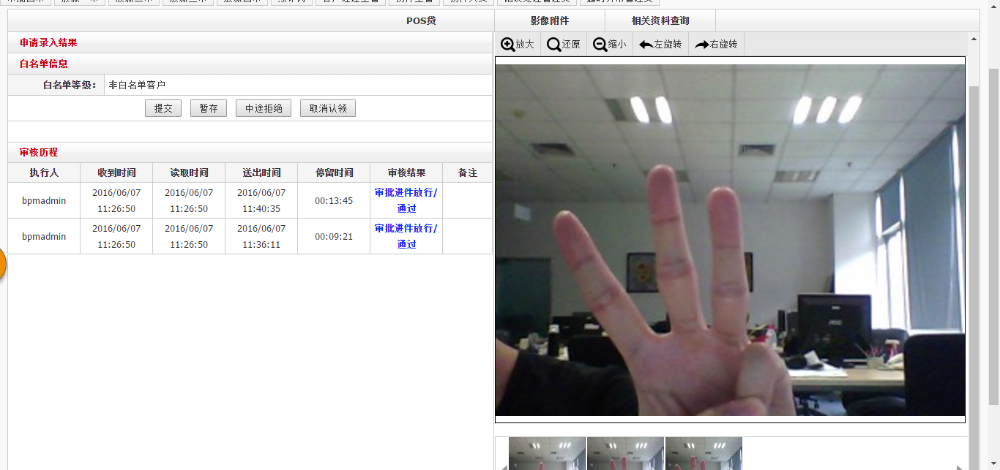 POS贷
影像附件
相关资料查询
申请录入结果
白名单信息
白名单等级: 非白名单客户
提交 暂存 中途拒绝 取消认领
审核历程
执行人 收到时间 读取时间 送出时间 停留时间 审核结果 备注
bpmadmin 2016/06/07 11:26:50 2016/06/07 11:26:50 2016/06/07 11:40:35 00:13:45 审批进件放行/通过
bpmadmin 2016/06/07 11:26:50 2016/06/07 11:26:50 2016/06/07 11:36:11 00:09:21 审批进件放行/通过
放大 还原 缩小 左旋转 右旋转